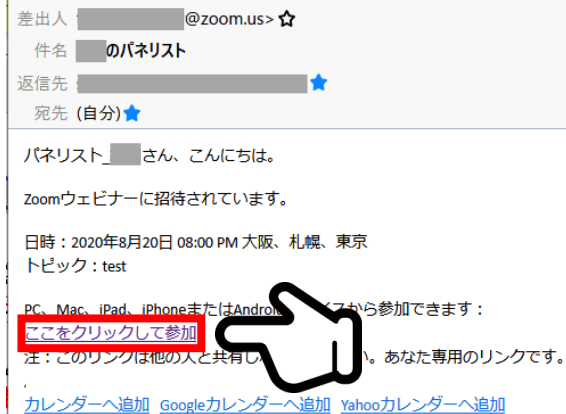 差出人 @zoom.us>
件名 のパネリスト
返信先
宛先 (自分)
パネリスト_ さん、こんにちは。
Zoomウェビナーに招待されています。
日時：2020年8月20日 08:00 PM 大阪、札幌、東京
トピック：test
PC、Mac、iPad、iPhoneまたはAndroid イスから参加できます：
ここをクリックして参加
注：このリンクは他の人と共有し い。あなた専用のリンクです。
カレンダーへ追加 Googleカレンダーへ追加 Yahooカレンダーへ追加